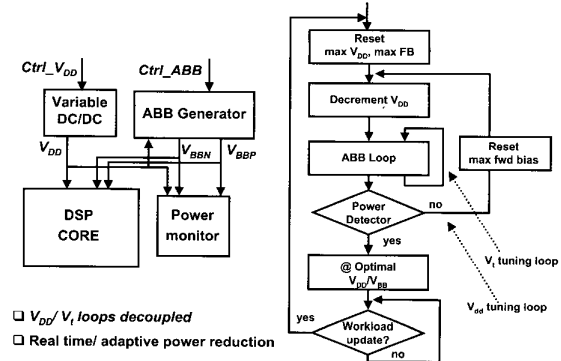 Ctrl_VDD
Ctrl_ABB
Variable
DC/DC
ABB Generator
VDD
VBBN
VBBP
DSP
CORE
Power
monitor
❑ VDD/ Vt loops decoupled
❑ Real time/ adaptive power reduction
Reset
max VDD, max FB
Decrement VDD
ABB Loop
Reset
max fwd bias
Power
Detector
no
yes
Vt tuning loop
@ Optimal
VDD/VBB
Vdd tuning loop
yes
Workload
update?
no